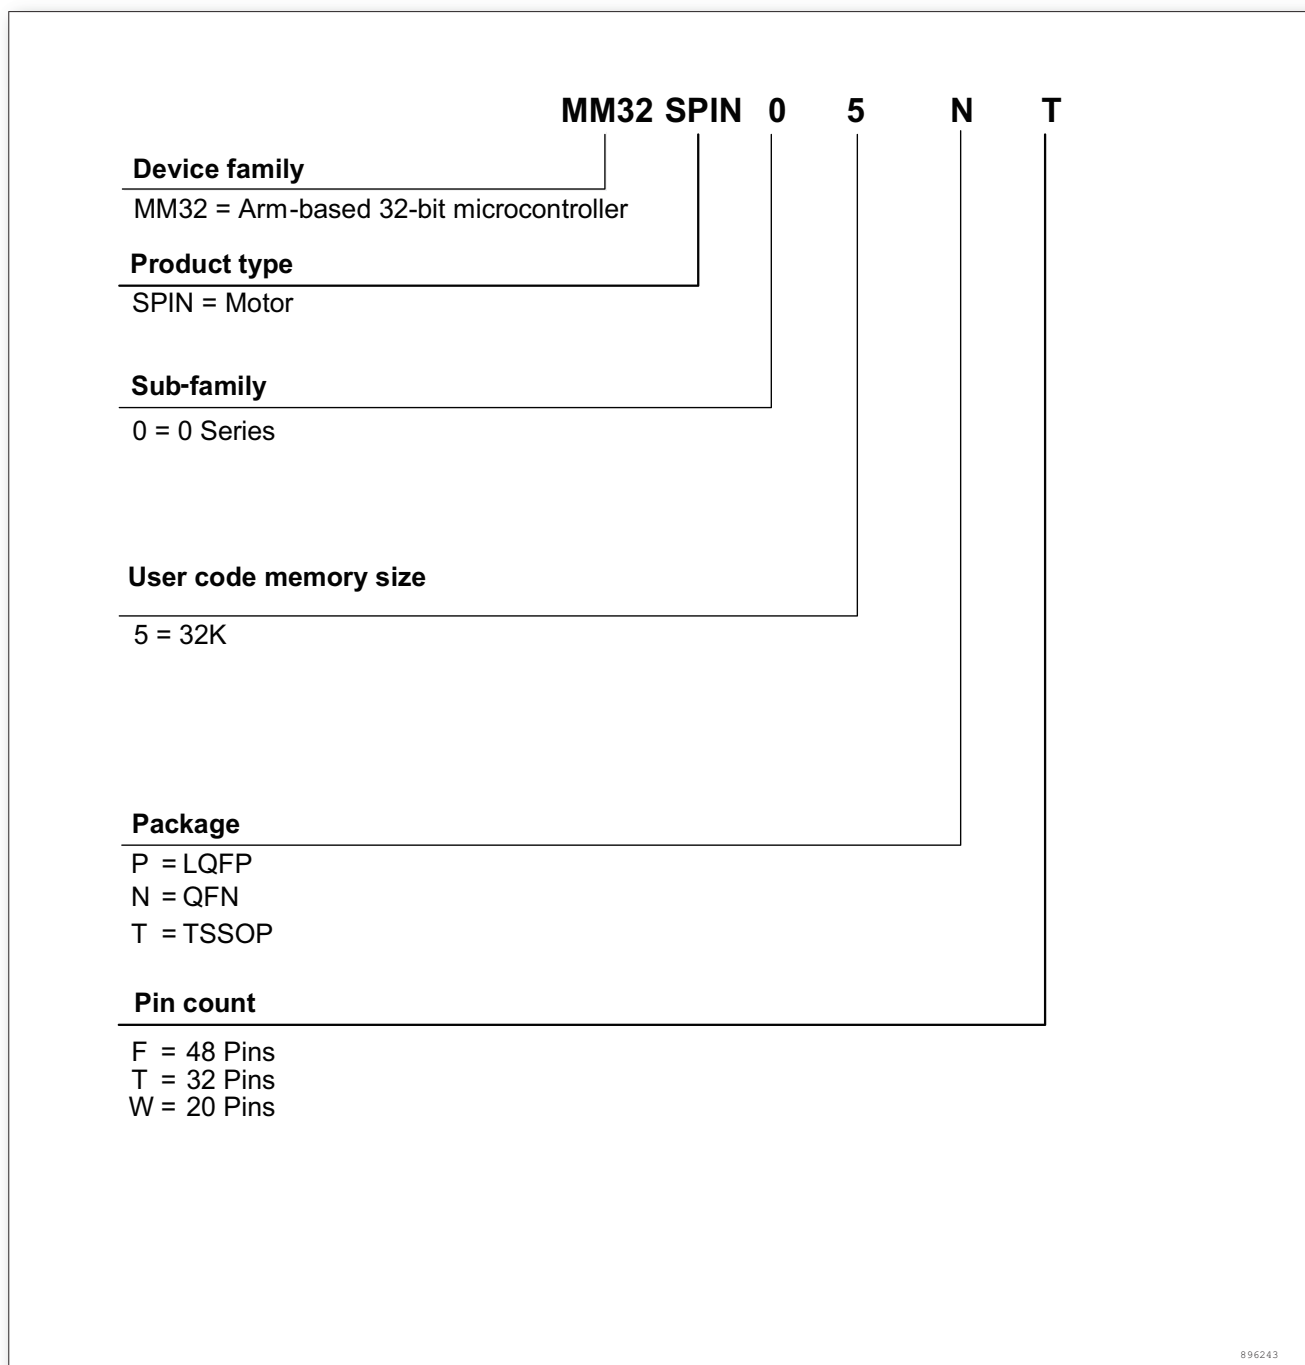 MM32 SPIN 0 5 N T
Device family
MM32 = Arm-based 32-bit microcontroller
Product type
SPIN = Motor
Sub-family
0 = 0 Series
User code memory size
5 = 32K
Package
P = LQFP
N = QFN
T = TSSOP
Pin count
F = 48 Pins
T = 32 Pins
W = 20 Pins
896243